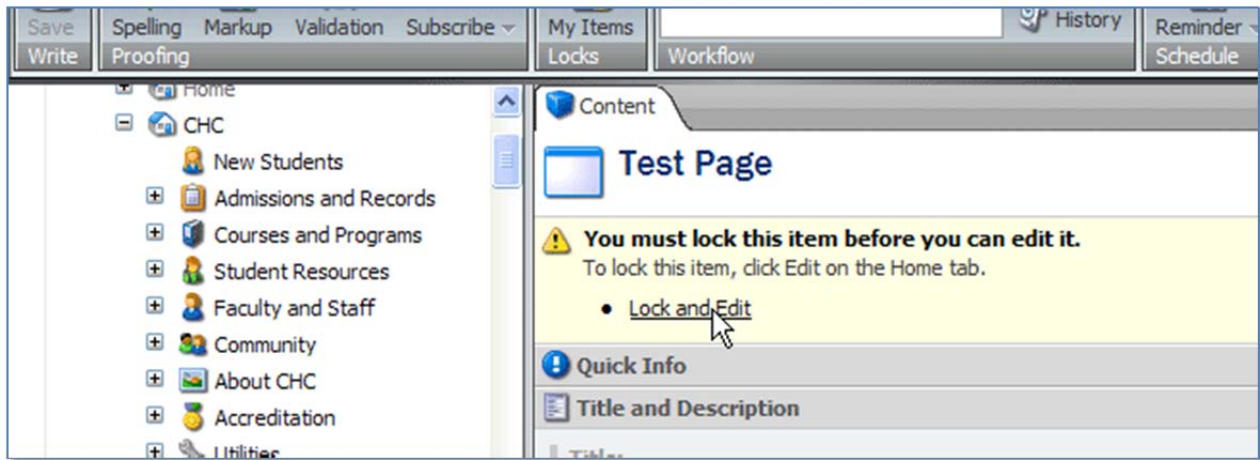 Save Spelling Markup Validation Subscribe My Items History Reminder
Write Proofing Locks Workflow Schedule
Home
CHC
New Students
Admissions and Records
Courses and Programs
Student Resources
Faculty and Staff
Community
About CHC
Accreditation
Utilities
Content
Test Page
You must lock this item before you can edit it.
To lock this item, click Edit on the Home tab.
• Lock and Edit
Quick Info
Title and Description
Title: